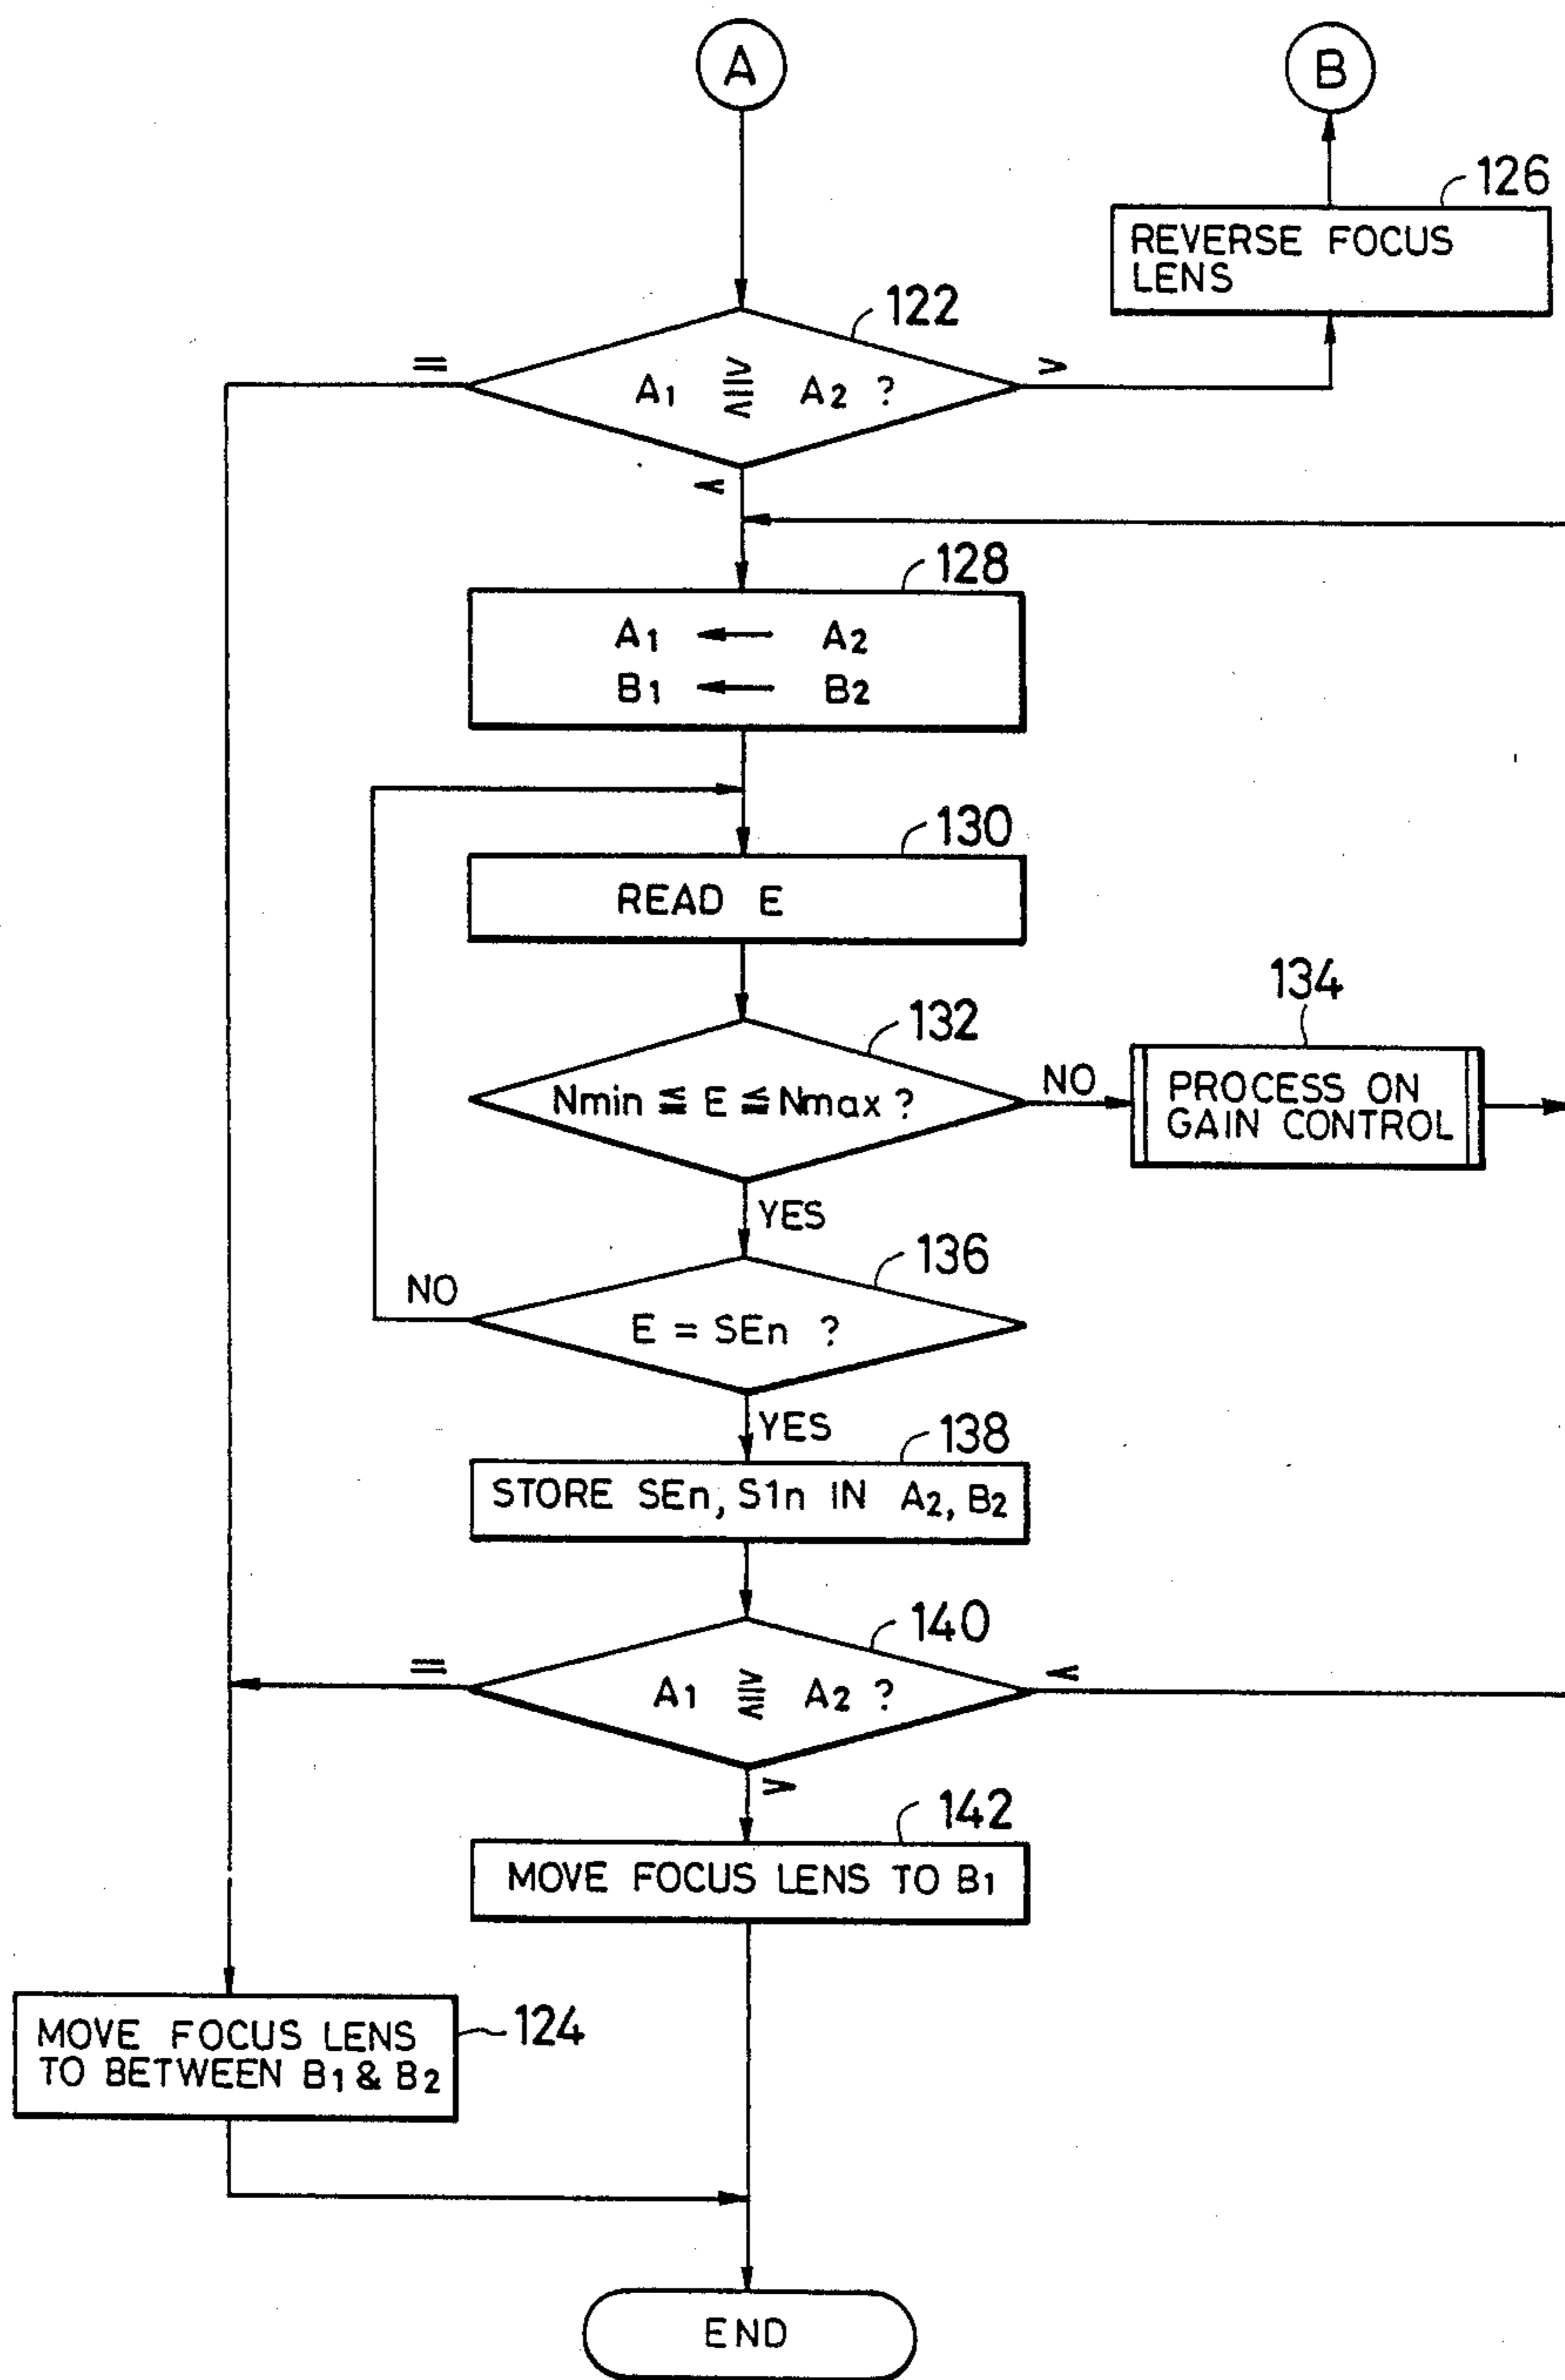 A
B
126
REVERSE FOCUS
LENS
122
=
A1 ⋛ A2 ?
>
<
128
A1 ← A2
B1 ← B2
130
READ E
132
Nmin ≦ E ≦ Nmax ?
NO
134
PROCESS ON
GAIN CONTROL
YES
136
NO
E = SEn ?
YES
138
STORE SEn, S1n IN A2, B2
140
=
A1 ⋛ A2 ?
<
>
142
MOVE FOCUS LENS TO B1
124
MOVE FOCUS LENS
TO BETWEEN B1 & B2
END